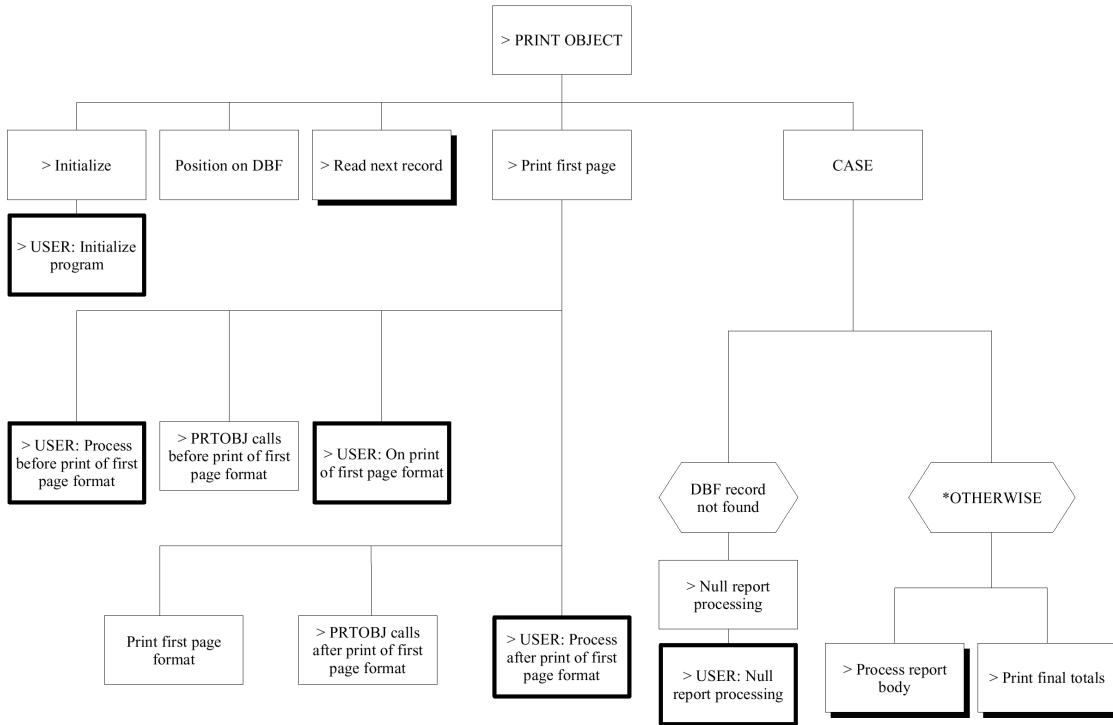 > PRINT OBJECT
> Initialize
Position on DBF
> Read next record
> Print first page
CASE
> USER: Initialize
program
> USER: Process
before print of first
page format
> PRTOBJ calls
before print of first
page format
> USER: On print
of first page format
DBF record
not found
*OTHERWISE
> Null report
processing
Print first page
format
> PRTOBJ calls
after print of first
page format
> USER: Process
after print of first
page format
> USER: Null
report processing
> Process report
body
> Print final totals